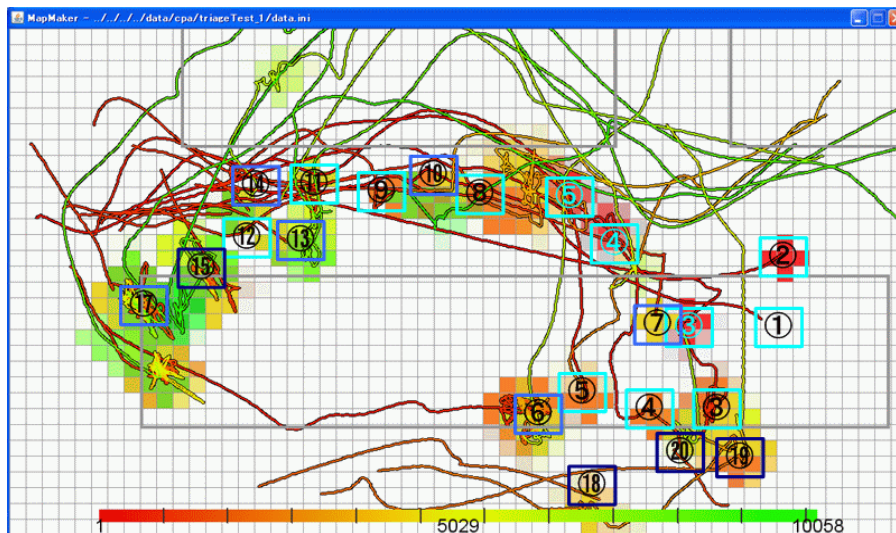 MapMaker - ../../../../data/cpa/triageTest_1/data.ini
⑩
⑭ ⑪ ⑨ ⑧ ⑤
⑫ ⑬ ④
⑮ ②
⑰ ⑦ ③ ①
⑤
⑥ ④ ③
⑳ ⑲
⑱
1 5029 10058